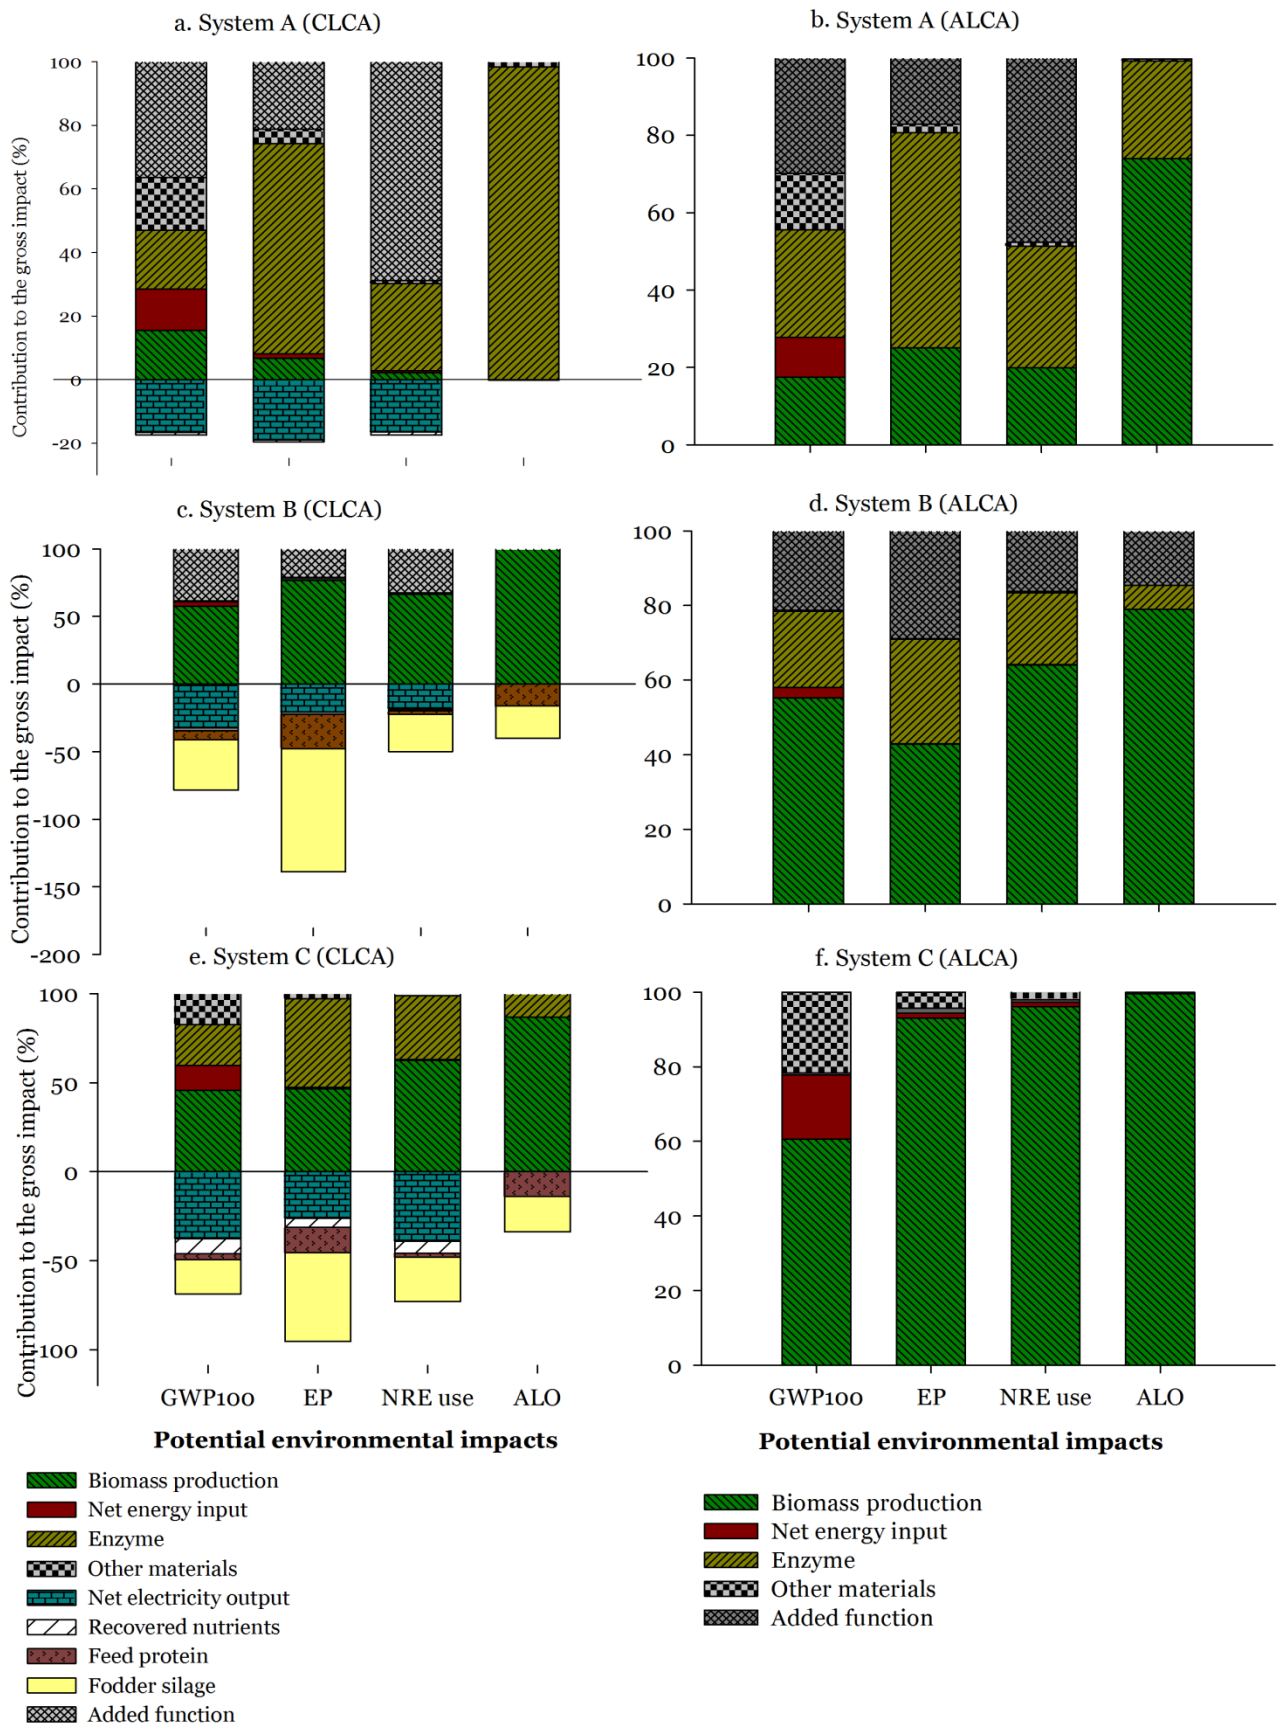 a. System A (CLCA)
Contribution to the gross impact (%)
100
80
60
40
20
0
-20
b. System A (ALCA)
100
80
60
40
20
0
c. System B (CLCA)
Contribution to the gross impact (%)
100
50
0
-50
-100
-150
-200
d. System B (ALCA)
100
80
60
40
20
0
e. System C (CLCA)
Contribution to the gross impact (%)
100
50
0
-50
-100
GWP100 EP NRE use ALO
Potential environmental impacts
f. System C (ALCA)
100
80
60
40
20
0
GWP100 EP NRE use ALO
Potential environmental impacts
Biomass production
Net energy input
Enzyme
Other materials
Net electricity output
Recovered nutrients
Feed protein
Fodder silage
Added function
Biomass production
Net energy input
Enzyme
Other materials
Added function